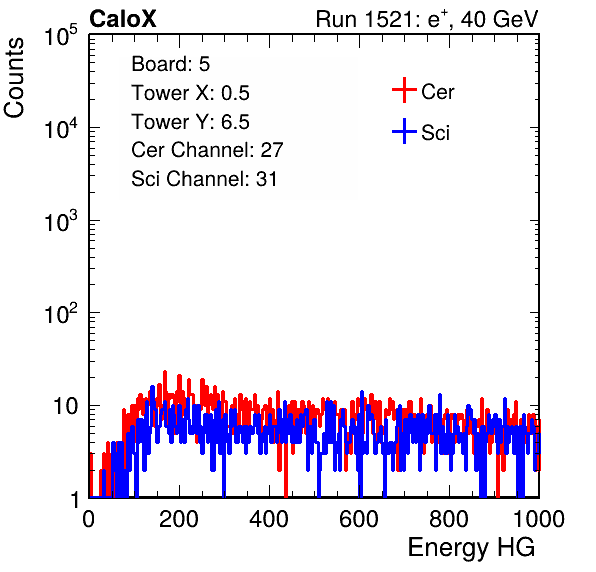 CaloX Run 1521: e⁺, 40 GeV
Counts
10⁵
10⁴
10³
10²
10
1
Board: 5
Tower X: 0.5
Tower Y: 6.5
Cer Channel: 27
Sci Channel: 31
Cer
Sci
0 200 400 600 800 1000
Energy HG